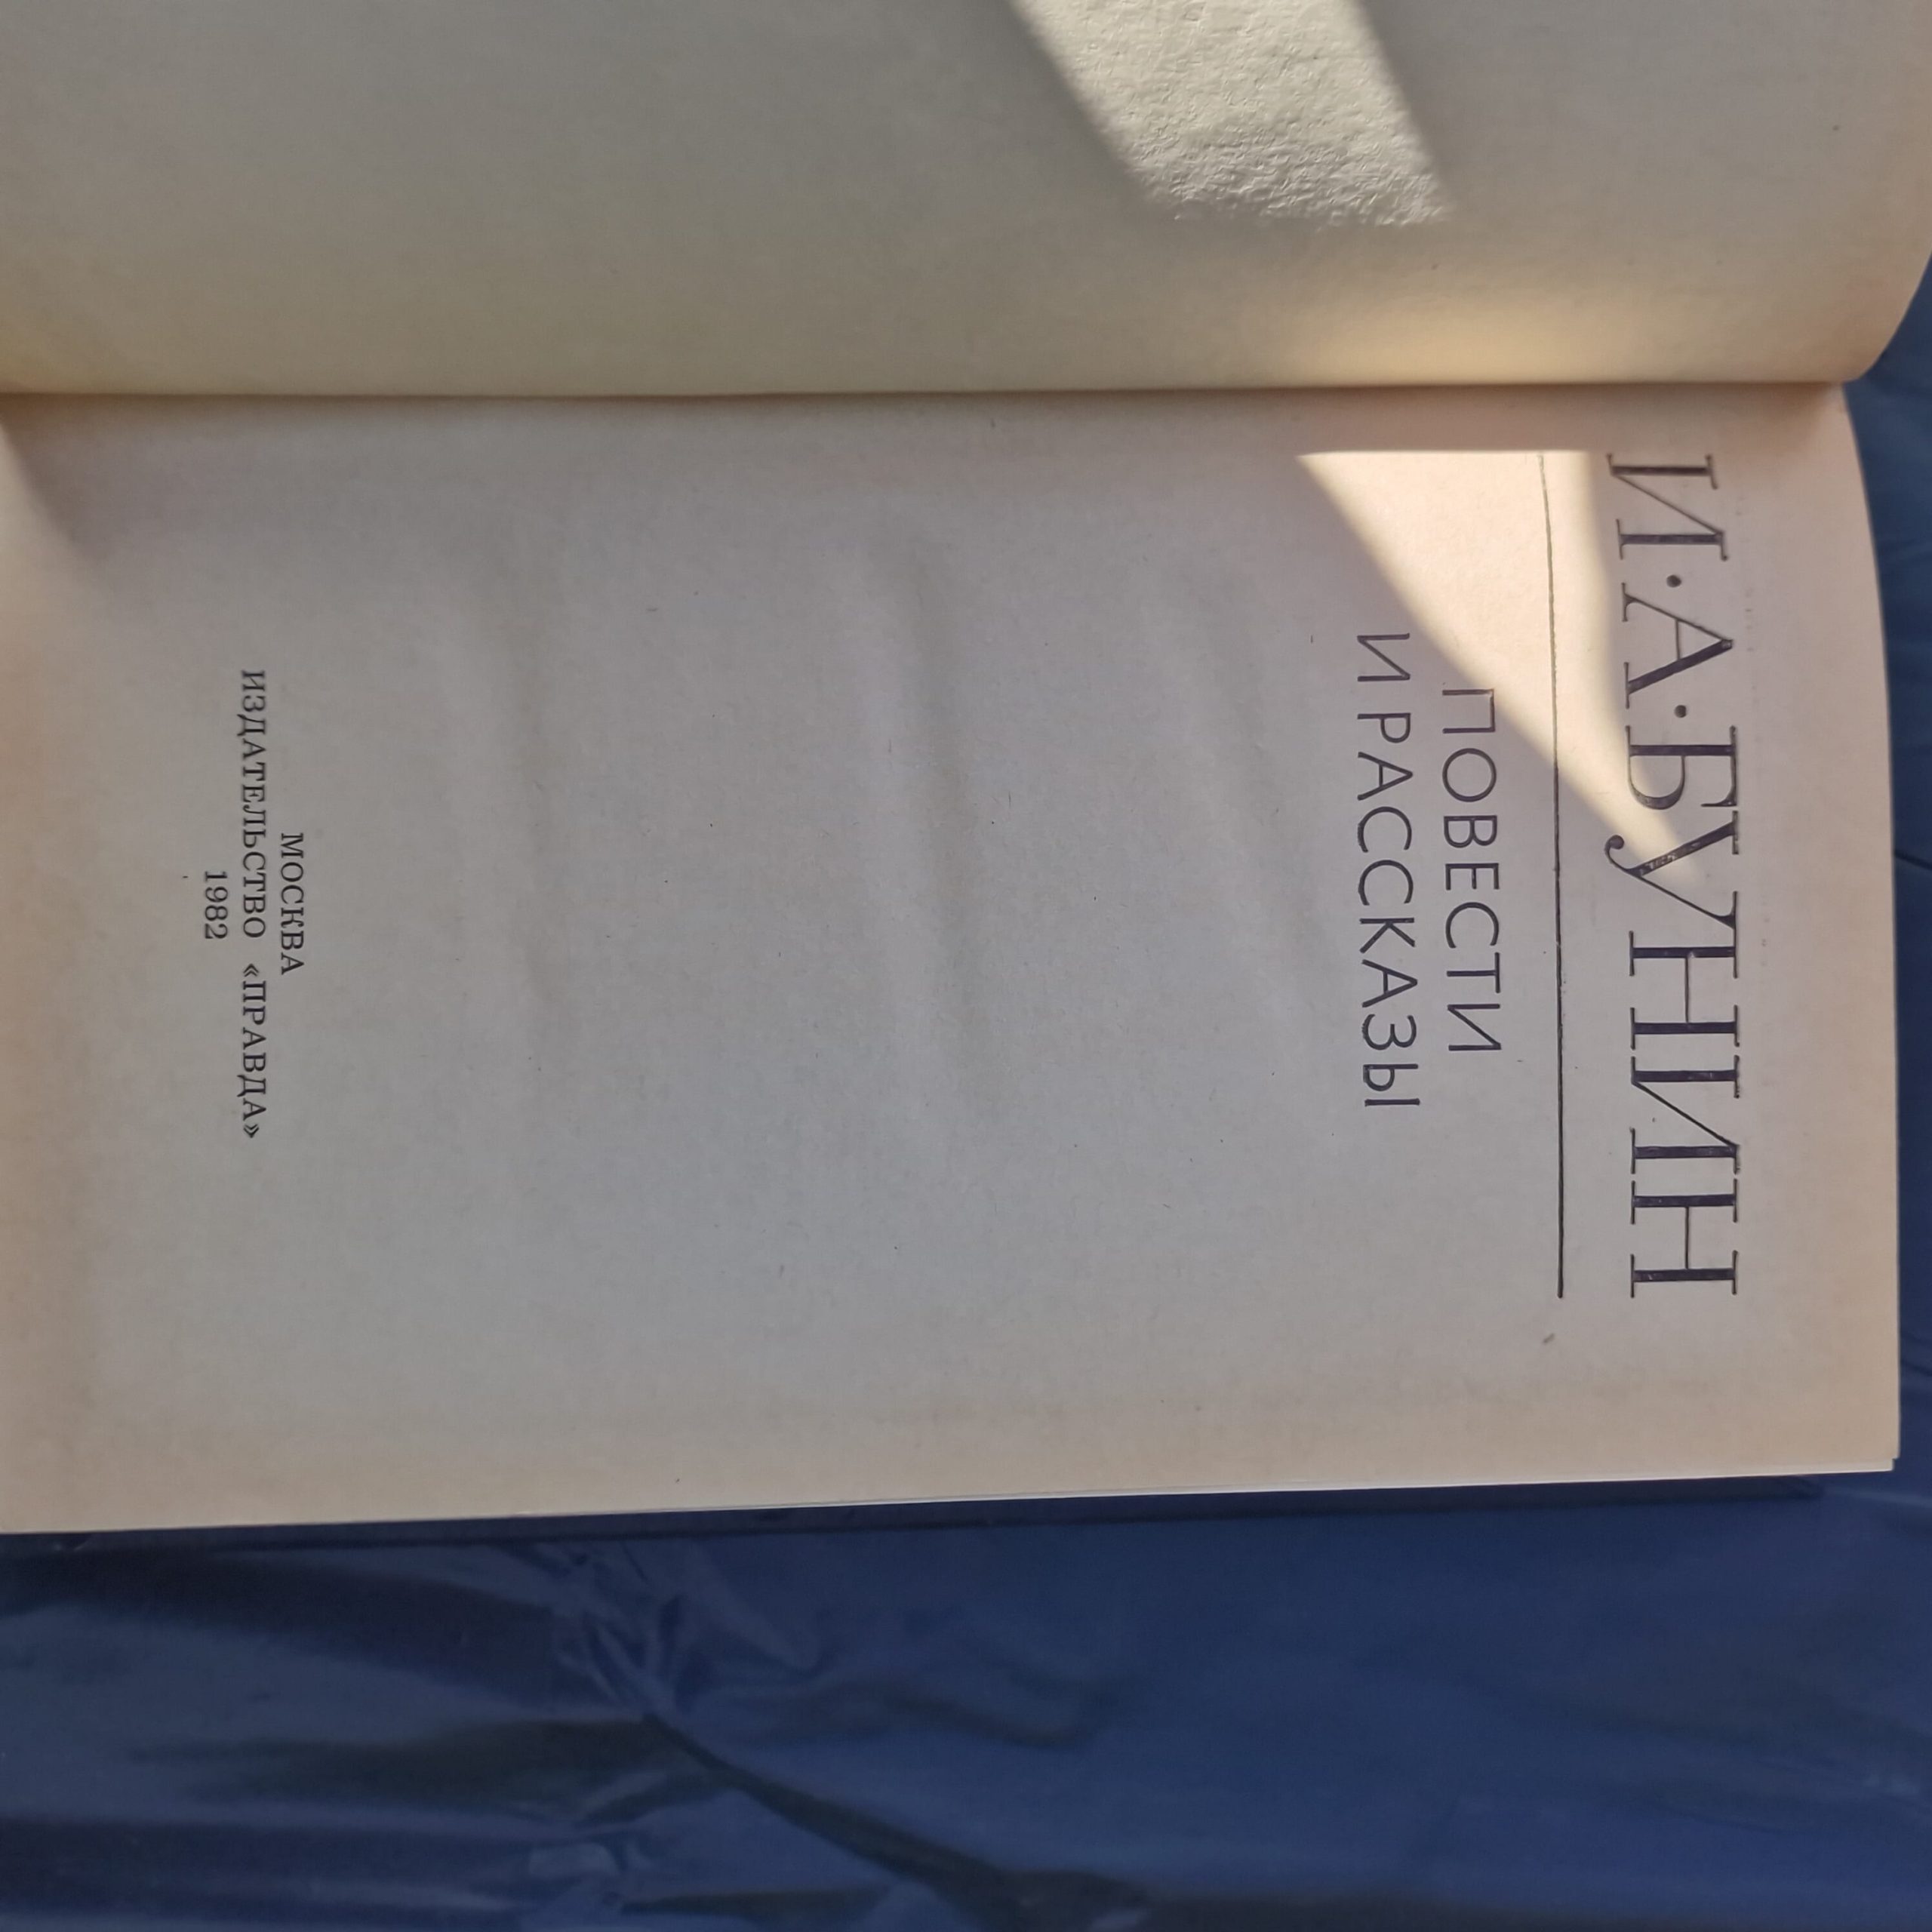 И·А·БУНИН
ПОВЕСТИ
И РАССКАЗЫ
МОСКВА
ИЗДАТЕЛЬСТВО «ПРАВДА»
1982